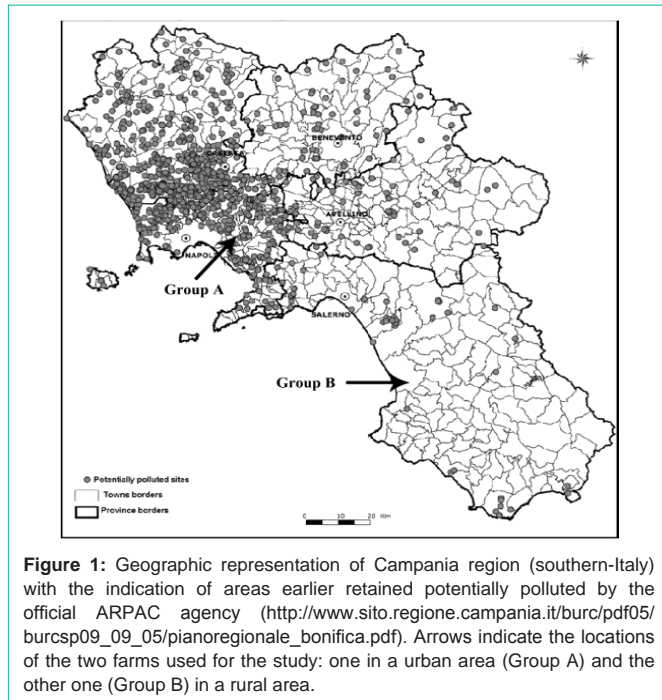 BENEVENTO
CASERTA
AVELLINO
NAPOLI
Group A
SALERNO
Group B
Potentially polluted sites
Towns borders
Province borders
0 10 20 Km
Figure 1: Geographic representation of Campania region (southern-Italy)
with the indication of areas earlier retained potentially polluted by the
official ARPAC agency (http://www.sito.regione.campania.it/burc/pdf05/
burcsp09_09_05/pianoregionale_bonifica.pdf). Arrows indicate the locations
of the two farms used for the study: one in a urban area (Group A) and the
other one (Group B) in a rural area.